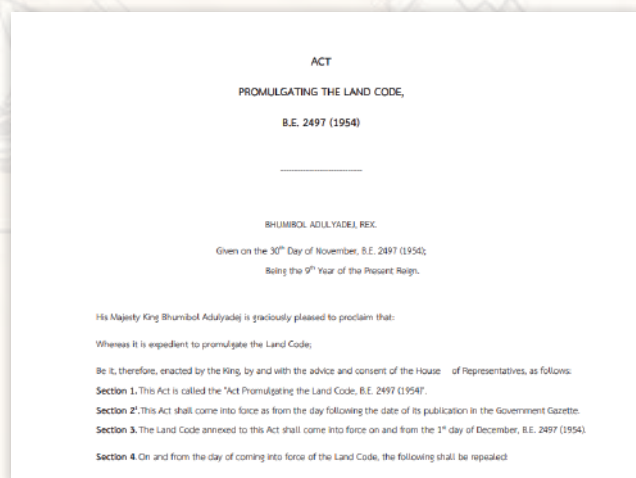 ACT
PROMULGATING THE LAND CODE,
B.E. 2497 (1954)
BHUMIBOL ADULYADEJ, REX.
Given on the 30th Day of November, B.E. 2497 (1954);
Being the 9th Year of the Present Reign.
His Majesty King Bhumibol Adulyadej is graciously pleased to proclaim that:
Whereas it is expedient to promulgate the Land Code;
Be it, therefore, enacted by the King, by and with the advice and consent of the House of Representatives, as follows:
Section 1. This Act is called the "Act Promulgating the Land Code, B.E. 2497 (1954)".
Section 2¹. This Act shall come into force as from the day following the date of its publication in the Government Gazette.
Section 3. The Land Code annexed to this Act shall come into force on and from the 1st day of December, B.E. 2497 (1954).
Section 4. On and from the day of coming into force of the Land Code, the following shall be repealed: